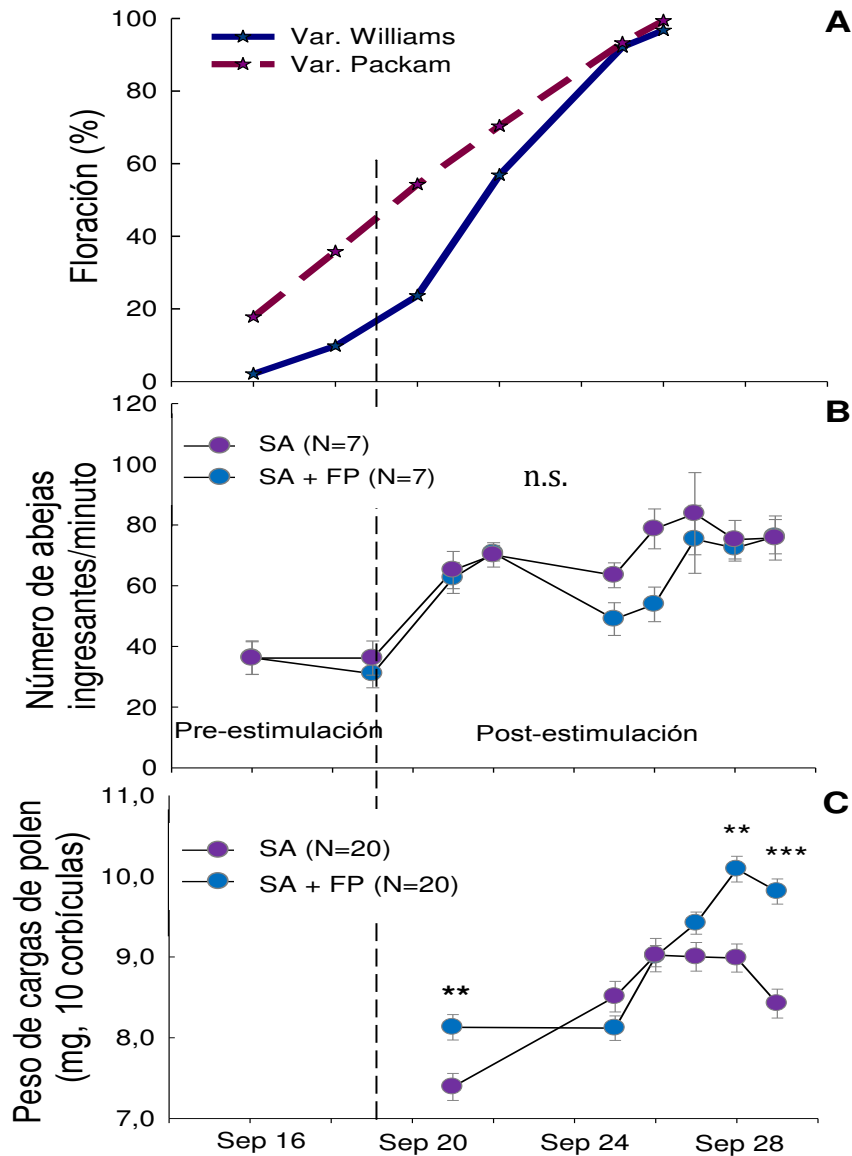 A
Var. Williams
Var. Packam
Floración (%)
100
80
60
40
20
0
B
SA (N=7)
SA + FP (N=7)
n.s.
Número de abejas
ingresantes/minuto
120
100
80
60
40
20
0
Pre-estimulación
Post-estimulación
C
SA (N=20)
SA + FP (N=20)
**
**
***
Peso de cargas de polen
(mg, 10 corbículas)
11,0
10,0
9,0
8,0
7,0
Sep 16 Sep 20 Sep 24 Sep 28